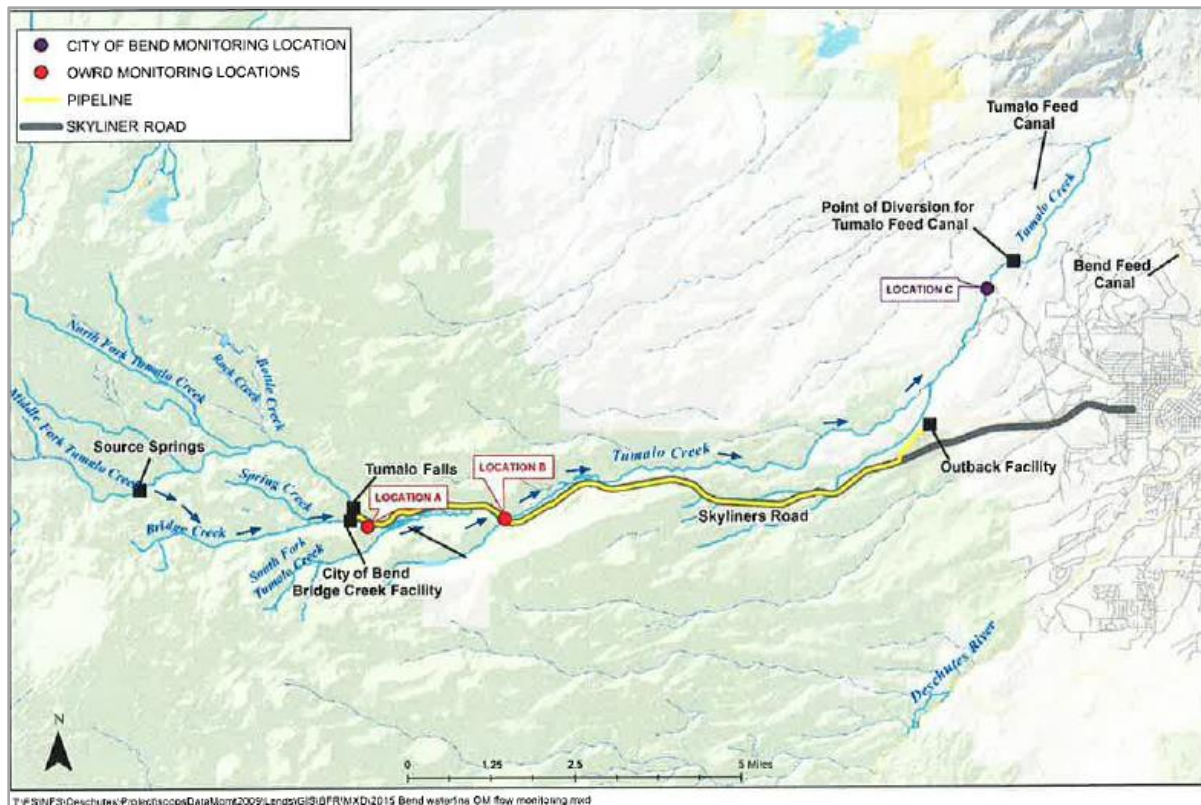 CITY OF BEND MONITORING LOCATION
OWRD MONITORING LOCATIONS
PIPELINE
SKYLINER ROAD
Tumalo Feed
Canal
Point of Diversion for
Tumalo Feed Canal
Tumalo Creek
Bend Feed
Canal
LOCATION C
North Fork Tumalo Creek
Rock Creek
Bottle Creek
Middle Fork Tumalo Creek
Source Springs
Spring Creek
Tumalo Falls
LOCATION A
LOCATION B
Tumalo Creek
Outback Facility
Skyliners Road
Bridge Creek
South Fork
Tumalo Creek
City of Bend
Bridge Creek Facility
Deschutes River
N
0 1.25 2.5 5 Miles